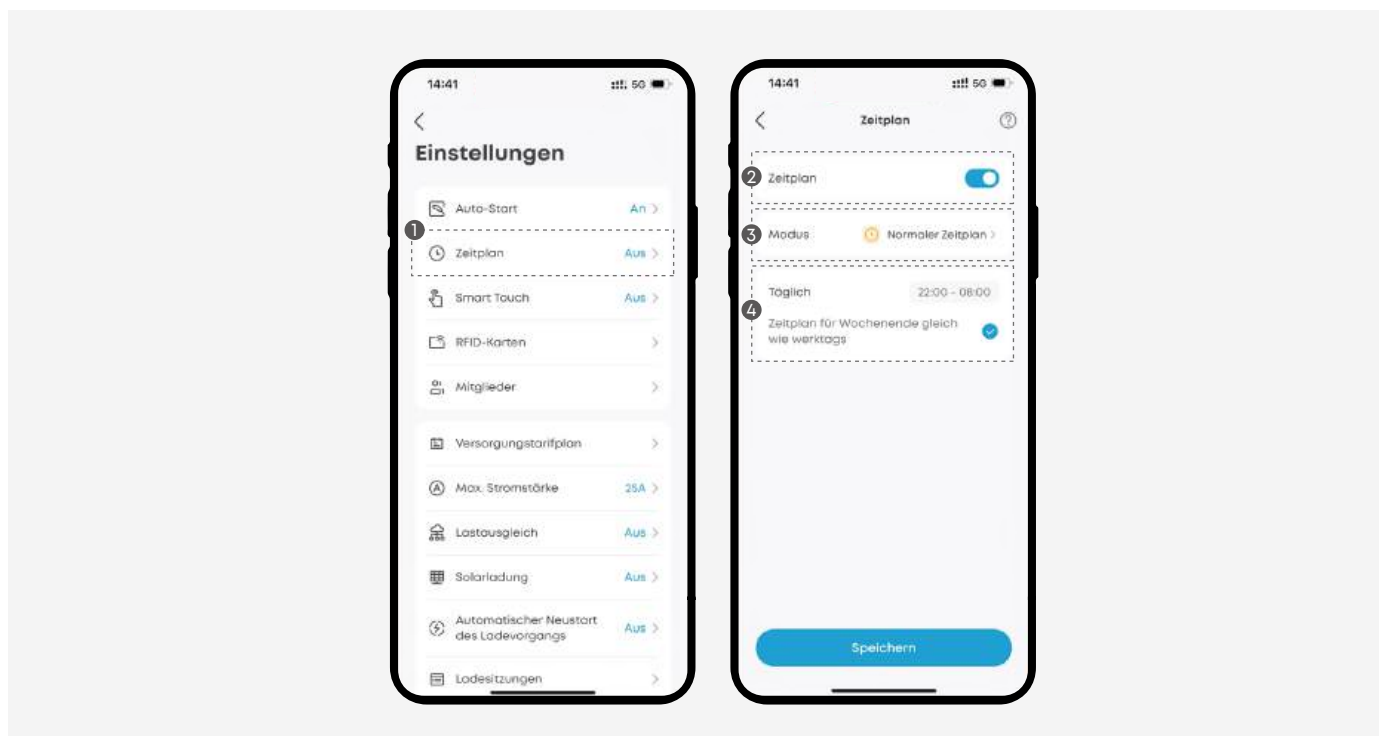 14:41 5G
Einstellungen
Auto-Start An
1
Zeitplan Aus
Smart Touch Aus
RFID-Karten
Mitglieder
Versorgungstarifplan
Max. Stromstärke 25A
Lastausgleich Aus
Solarladung Aus
Automatischer Neustart
des Ladevorgangs Aus
Ladesitzungen
14:41 5G
Zeitplan
2 Zeitplan
3 Modus Normaler Zeitplan
4
Täglich 22:00 - 08:00
Zeitplan für Wochenende gleich
wie werktags
Speichern